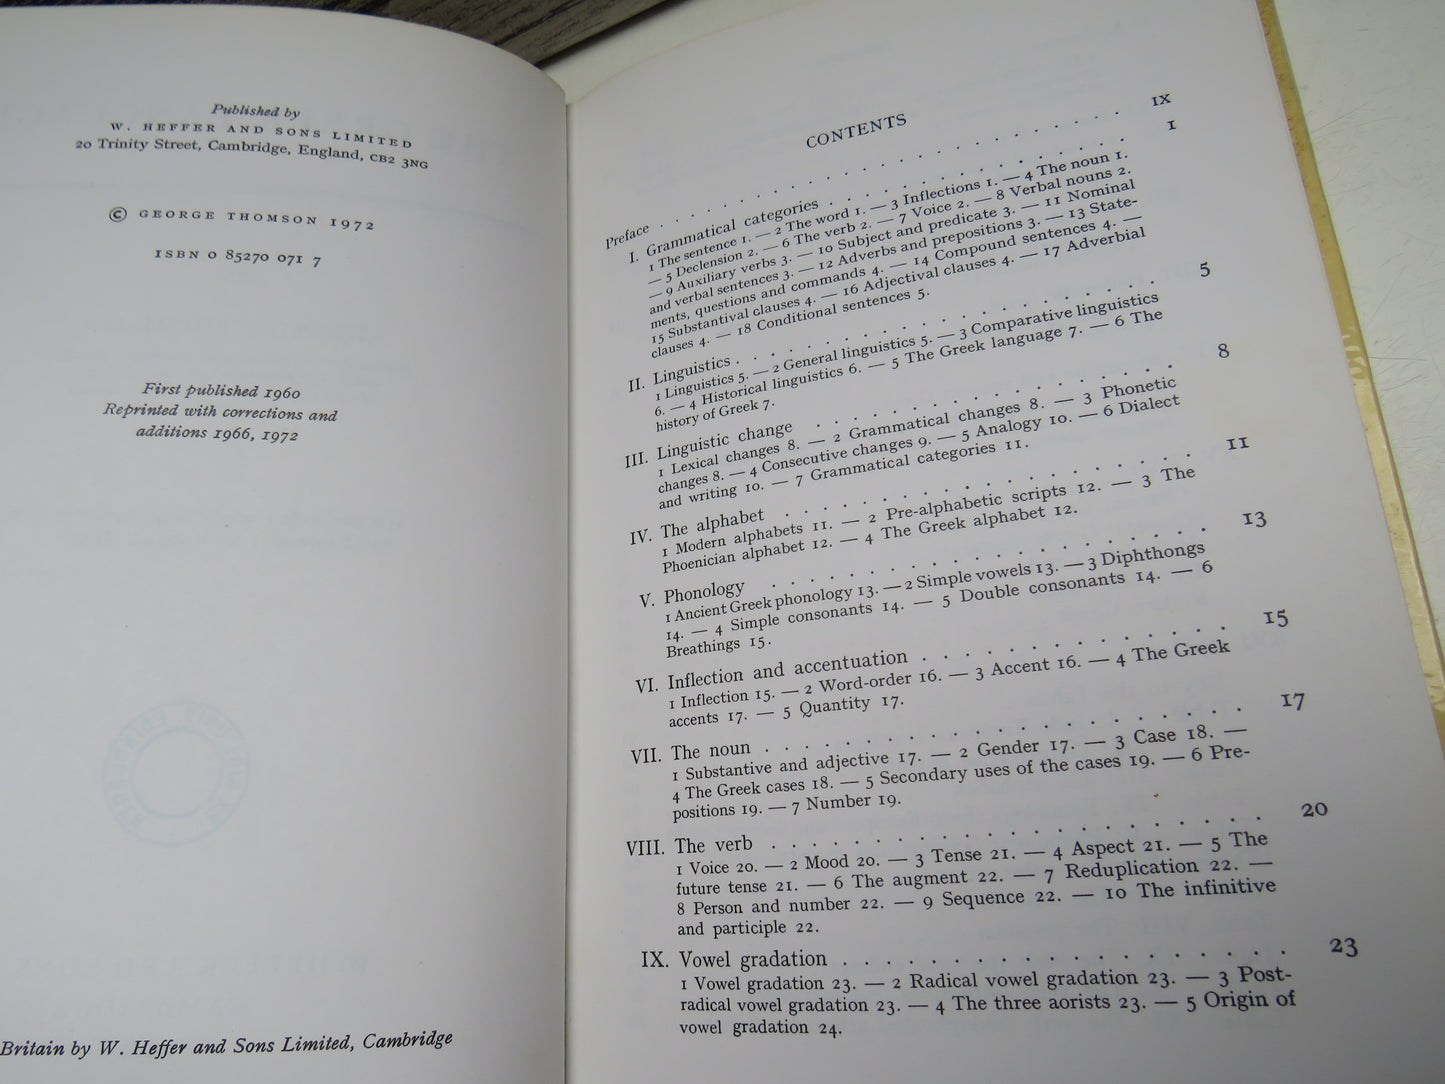 Published by
W. HEFFER AND SONS LIMITED
20 Trinity Street, Cambridge, England, CB2 3NG
© GEORGE THOMSON 1972
ISBN 0 85270 071 7
First published 1960
Reprinted with corrections and
additions 1966, 1972
Britain by W. Heffer and Sons Limited, Cambridge
CONTENTS
Preface . . . . . . . . . . . . . . . . IX
I. Grammatical categories . . . . . . . . . . 1
1 The sentence 1. — 2 The word 1. — 3 Inflections 1. — 4 The noun 1.
— 5 Declension 2. — 6 The verb 2. — 7 Voice 2. — 8 Verbal nouns 2.
— 9 Auxiliary verbs 3. — 10 Subject and predicate 3. — 11 Nominal
and verbal sentences 3. — 12 Adverbs and prepositions 3. — 13 State-
ments, questions and commands 4. — 14 Compound sentences 4. —
15 Substantival clauses 4. — 16 Adjectival clauses 4. — 17 Adverbial
clauses 4. — 18 Conditional sentences 5.
II. Linguistics . . . . . . . . . . . . . . 5
1 Linguistics 5. — 2 General linguistics 5. — 3 Comparative linguistics
6. — 4 Historical linguistics 6. — 5 The Greek language 7. — 6 The
history of Greek 7.
III. Linguistic change . . . . . . . . . . . . 8
1 Lexical changes 8. — 2 Grammatical changes 8. — 3 Phonetic
changes 8. — 4 Consecutive changes 9. — 5 Analogy 10. — 6 Dialect
and writing 10. — 7 Grammatical categories 11.
IV. The alphabet . . . . . . . . . . . . . . 11
1 Modern alphabets 11. — 2 Pre-alphabetic scripts 12. — 3 The
Phoenician alphabet 12. — 4 The Greek alphabet 12.
V. Phonology . . . . . . . . . . . . . . . 13
1 Ancient Greek phonology 13. — 2 Simple vowels 13. — 3 Diphthongs
14. — 4 Simple consonants 14. — 5 Double consonants 14. — 6
Breathings 15.
VI. Inflection and accentuation . . . . . . . . . . . 15
1 Inflection 15. — 2 Word-order 16. — 3 Accent 16. — 4 The Greek
accents 17. — 5 Quantity 17.
VII. The noun . . . . . . . . . . . . . . . . 17
1 Substantive and adjective 17. — 2 Gender 17. — 3 Case 18. —
4 The Greek cases 18. — 5 Secondary uses of the cases 19. — 6 Pre-
positions 19. — 7 Number 19.
VIII. The verb . . . . . . . . . . . . . . . . 20
1 Voice 20. — 2 Mood 20. — 3 Tense 21. — 4 Aspect 21. — 5 The
future tense 21. — 6 The augment 22. — 7 Reduplication 22. —
8 Person and number 22. — 9 Sequence 22. — 10 The infinitive
and participle 22.
IX. Vowel gradation . . . . . . . . . . . . . . 23
1 Vowel gradation 23. — 2 Radical vowel gradation 23. — 3 Post-
radical vowel gradation 23. — 4 The three aorists 23. — 5 Origin of
vowel gradation 24.